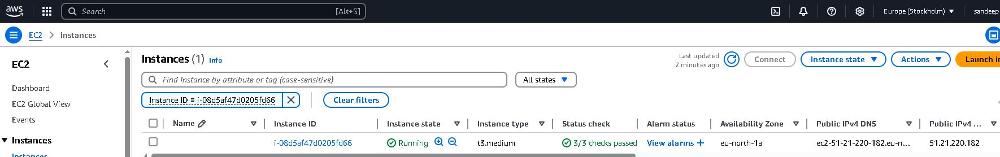 aws Search [Alt+S] Europe (Stockholm) sandeep
EC2 Instances
EC2
Dashboard
EC2 Global View
Events
Instances
Instances
Instances (1) Info
Last updated
2 minutes ago
Connect Instance state Actions Launch in
Find Instance by attribute or tag (case-sensitive) All states
Instance ID = i-08d5af47d0205fd66 Clear filters
Name Instance ID Instance state Instance type Status check Alarm status Availability Zone Public IPv4 DNS Public IPv4 ...
i-08d5af47d0205fd66 Running t3.medium 3/3 checks passed View alarms + eu-north-1a ec2-51-21-220-182.eu-n... 51.21.220.182